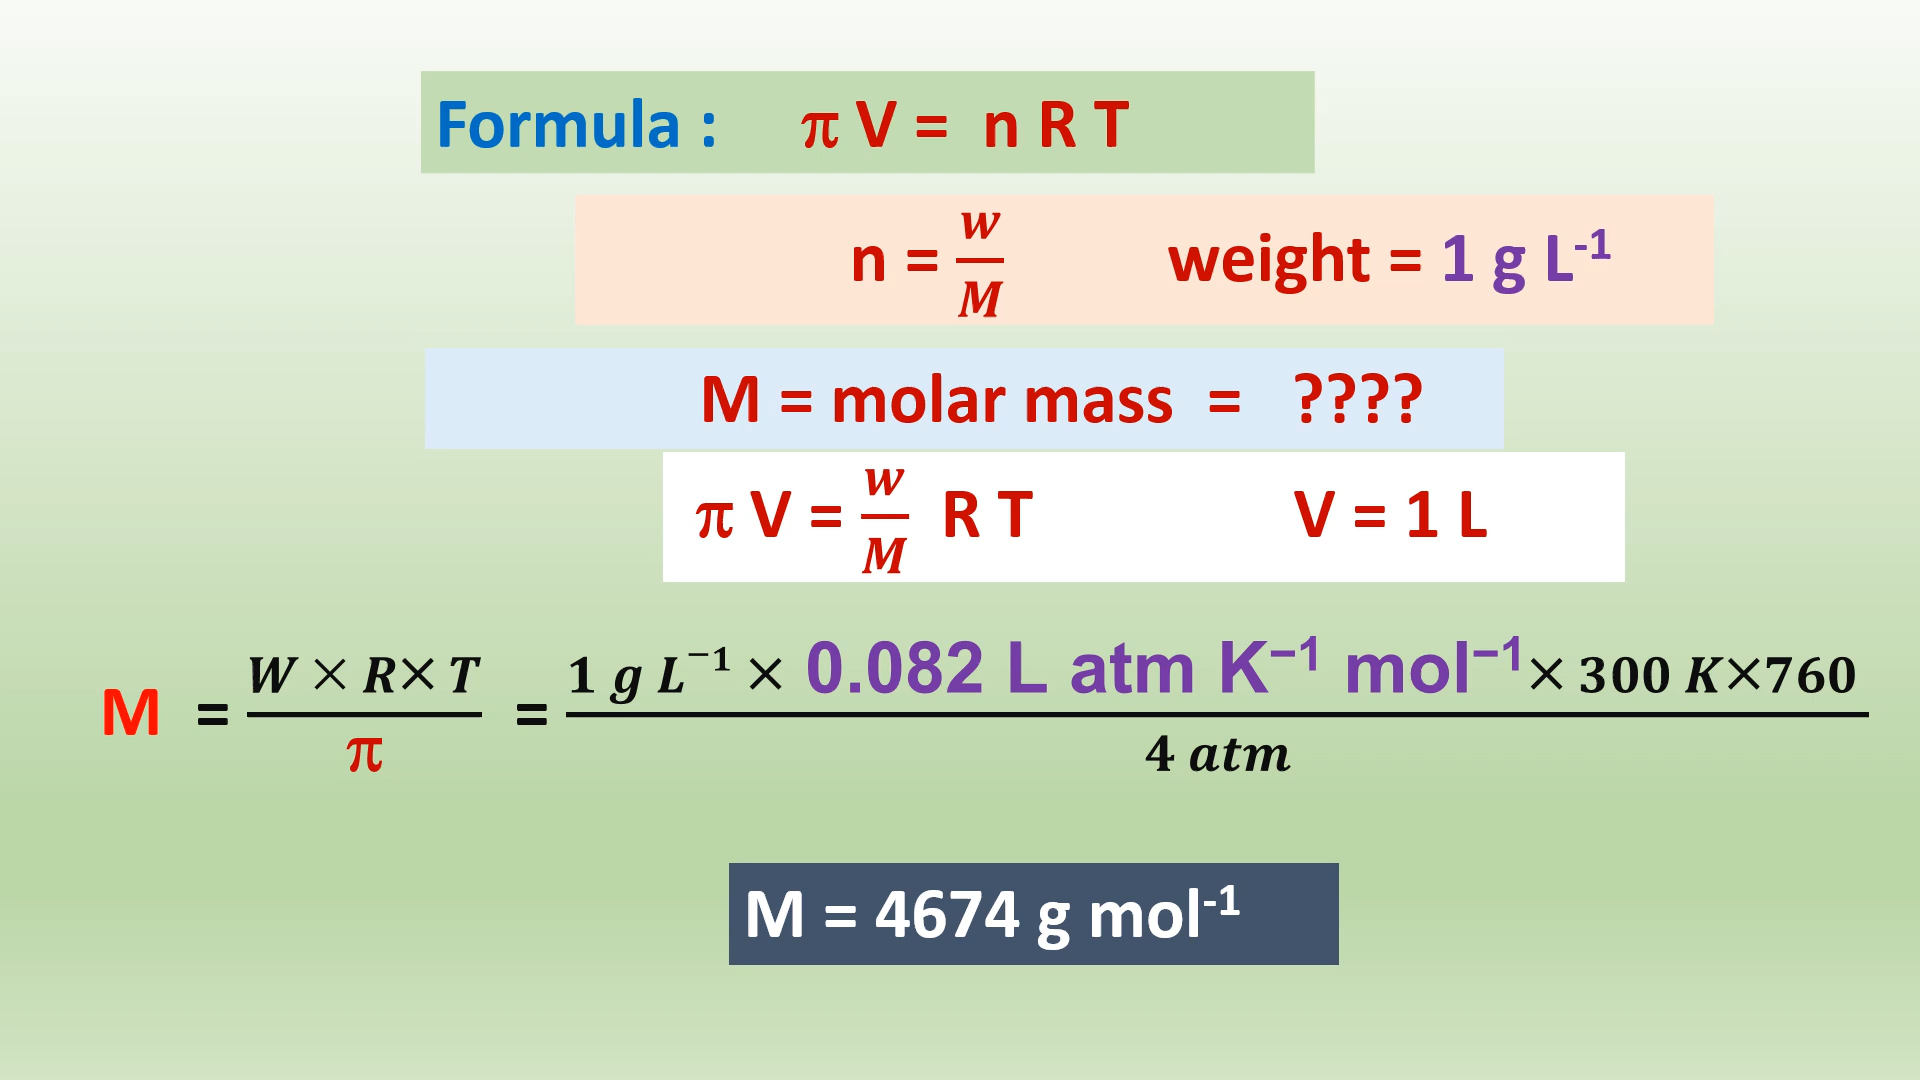 Formula : π V = n R T
n = w/M weight = 1 g L⁻¹
M = molar mass = ????
π V = w/M R T V = 1 L
M = W × R× T/π = 1 g L⁻¹ × 0.082 L atm K⁻¹ mol⁻¹× 300 K×760/4 atm
M = 4674 g mol⁻¹